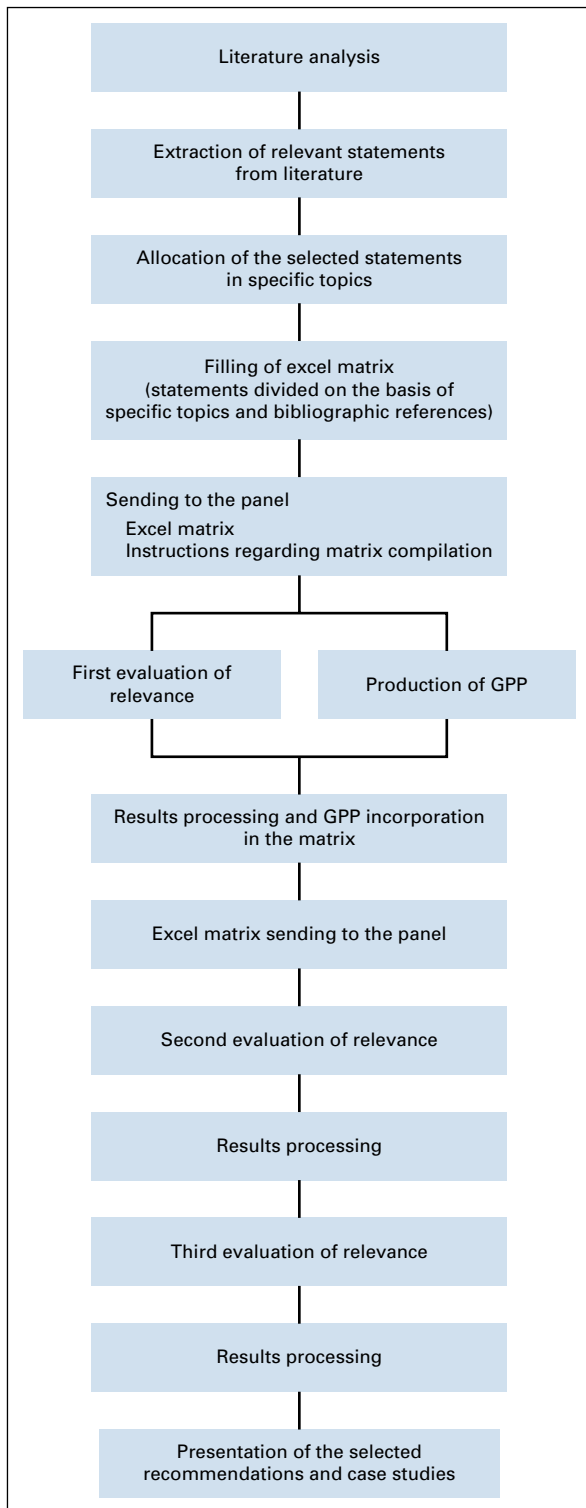 Literature analysis
Extraction of relevant statements
from literature
Allocation of the selected statements
in specific topics
Filling of excel matrix
(statements divided on the basis of
specific topics and bibliographic references)
Sending to the panel
Excel matrix
Instructions regarding matrix compilation
First evaluation of
relevance
Production of GPP
Results processing and GPP incorporation
in the matrix
Excel matrix sending to the panel
Second evaluation of relevance
Results processing
Third evaluation of relevance
Results processing
Presentation of the selected
recommendations and case studies